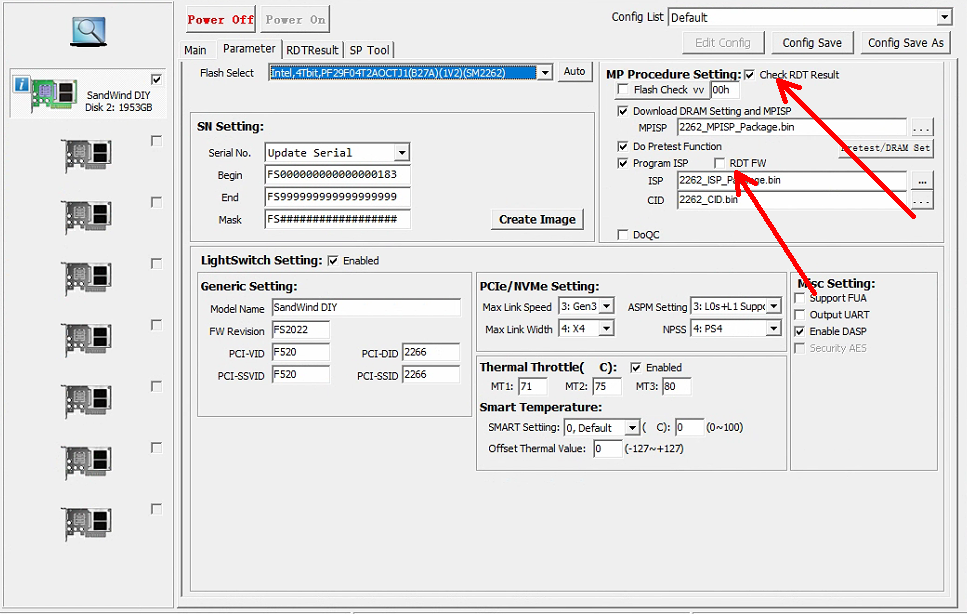 Power Off Power On
Config List Default
Edit Config Config Save Config Save As
Main Parameter RDTResult SP Tool
Flash Select Intel,4Tbit,PF29F04T2AOCTJ1(B27A)(1V2)(SM2262) Auto
SandWind DIY
Disk 2: 1953GB
SN Setting:
Serial No. Update Serial
Begin FS0000000000000000183
End FS9999999999999999999
Mask FS##################
Create Image
MP Procedure Setting: Check RDT Result
Flash Check vv 00h
Download DRAM Setting and MPISP
MPISP 2262_MPISP_Package.bin ...
Do Pretest Function Pretest/DRAM Set
Program ISP RDT FW
ISP 2262_ISP_Package.bin ...
CID 2262_CID.bin ...
DoQC
LightSwitch Setting: Enabled
Generic Setting:
Model Name SandWind DIY
FW Revision FS2022
PCI-VID F520 PCI-DID 2266
PCI-SSVID F520 PCI-SSID 2266
PCIe/NVMe Setting:
Max Link Speed 3: Gen3 ASPM Setting 3: L0s+L1 Suppo
Max Link Width 4: X4 NPSS 4: PS4
Thermal Throttle( C): Enabled
MT1: 71 MT2: 75 MT3: 80
Smart Temperature:
SMART Setting: 0, Default ( C): 0 (0~100)
Offset Thermal Value: 0 (-127~+127)
Misc Setting:
Support FUA
Output UART
Enable DASP
Security AES